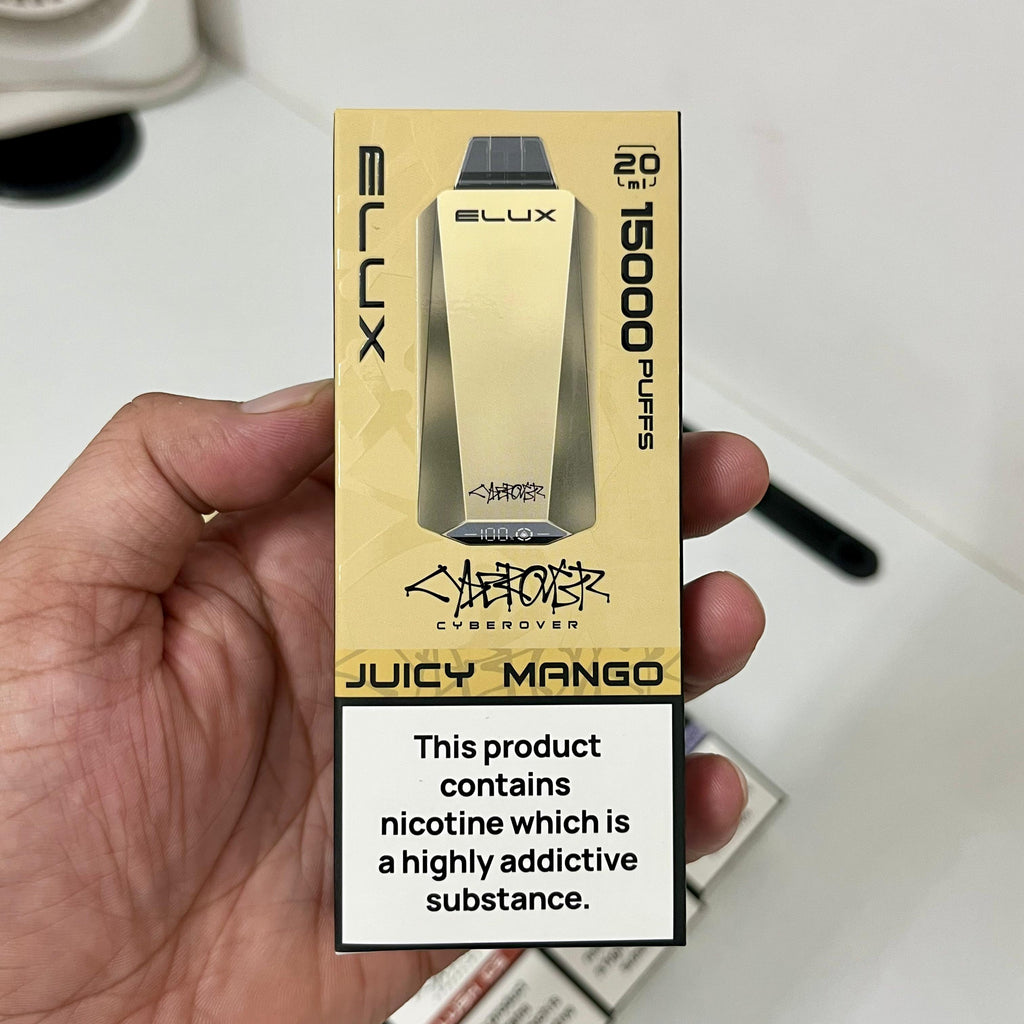 ELUX
20
ml
15000 PUFFS
ELUX
CYBEROVER
100%
CYBEROVER
CYBEROVER
JUICY MANGO
This product
contains
nicotine which is
a highly addictive
substance.